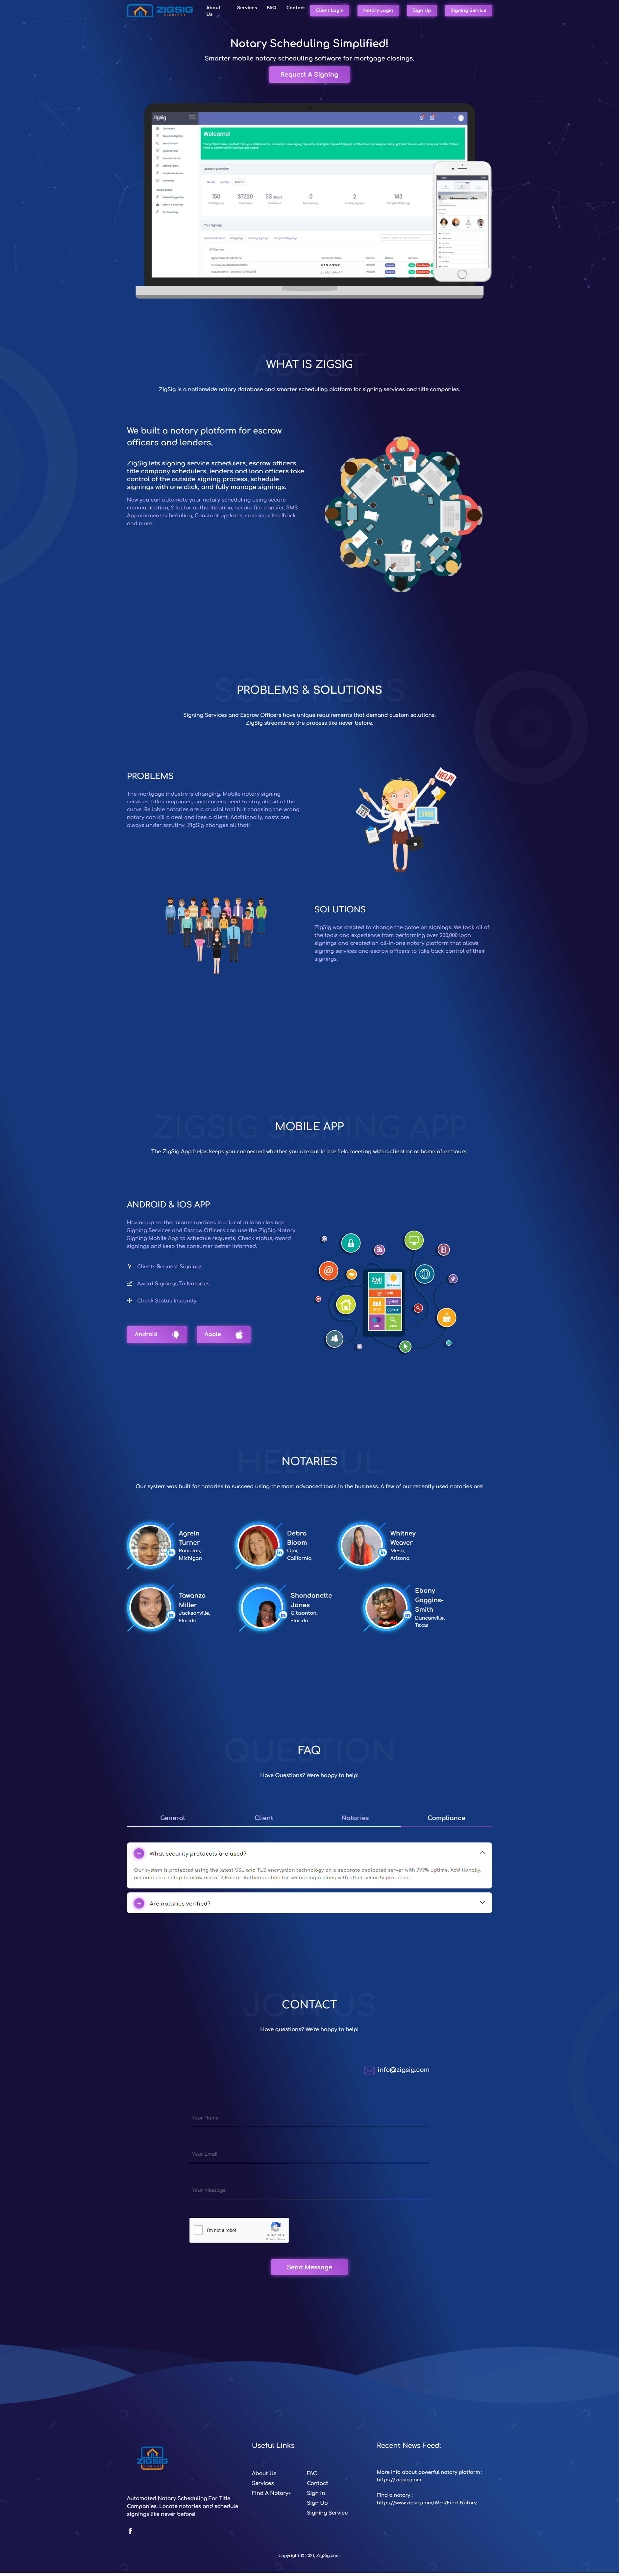 ZIGSIG
SIGNINGS
About Us
Services
FAQ
Contact
Client Login
Notary Login
Sign Up
Signing Service
Notary Scheduling Simplified!
Smarter mobile notary scheduling software for mortgage closings.
Request A Signing
ZigSig
Welcome!
150
$7220
63
0
2
143
ABOUT
WHAT IS ZIGSIG
ZigSig is a nationwide notary database and smarter scheduling platform for signing services and title companies.
We built a notary platform for escrow
officers and lenders.
ZigSig lets signing service schedulers, escrow officers,
title company schedulers, lenders and loan officers take
control of the outside signing process, schedule
signings with one click, and fully manage signings.
Now you can automate your notary scheduling using secure
communication, 2 factor authentication, secure file transfer, SMS
Appointment scheduling, Constant updates, customer feedback
and more!
SOLUTIONS
PROBLEMS & SOLUTIONS
Signing Services and Escrow Officers have unique requirements that demand custom solutions.
ZigSig streamlines the process like never before.
PROBLEMS
The mortgage industry is changing. Mobile notary signing
services, title companies, and lenders need to stay ahead of the
curve. Reliable notaries are a crucial tool but choosing the wrong
notary can kill a deal and lose a client. Additionally, costs are
always under scrutiny. ZigSig changes all that!
HELP!
SOLUTIONS
ZigSig was created to change the game on signings. We took all of
the tools and experience from performing over 200,000 loan
signings and created an all-in-one notary platform that allows
signing services and escrow officers to take back control of their
signings.
ZIGSIG SIGNING APP
MOBILE APP
The ZigSig App helps keeps you connected whether you are out in the field meeting with a client or at home after hours.
ANDROID & IOS APP
Having up-to-the-minute updates is critical in loan closings.
Signing Services and Escrow Officers can use the ZigSig Notary
Signing Mobile App to schedule requests, Check status, award
signings and keep the consumer better informed.
Clients Request Signings
Award Signings To Notaries
Check Status Instantly
Android
Apple
20:41
HELPFUL
NOTARIES
Our system was built for notaries to succeed using the most advanced tools in the business. A few of our recently used notaries are:
Agrein
Turner
Romulus,
Michigan
Debra
Bloom
Ojai,
California
Whitney
Weaver
Mesa,
Arizona
Tawanza
Miller
Jacksonville,
Florida
Shondanette
Jones
Gibsonton,
Florida
Ebony
Goggins-
Smith
Duncanville,
Texas
QUESTION
FAQ
Have Questions? Were happy to help!
General
Client
Notaries
Compliance
What security protocols are used?
Our system is protected using the latest SSL and TLS encryption technology on a separate dedicated server with 99.9% uptime. Additionally,
accounts are setup to allow use of 2-Factor-Authentication for secure login along with other security protocols.
Are notaries verified?
JOIN US
CONTACT
Have questions? We're happy to help!
info@zigsig.com
Your Name
Your Email
Your Message
I'm not a robot
reCAPTCHA
Privacy - Terms
Send Message
ZIGSIG
SIGNINGS
Automated Notary Scheduling For Title
Companies. Locate notaries and schedule
signings like never before!
Useful Links
About Us
Services
Find A Notary+
FAQ
Contact
Sign in
Sign Up
Signing Service
Recent News Feed:
More info about powerful notary platform :
https://zigsig.com
Find a notary :
https://www.zigsig.com/Web/Find-Notary
Copyright © 2021, ZigSig.com.